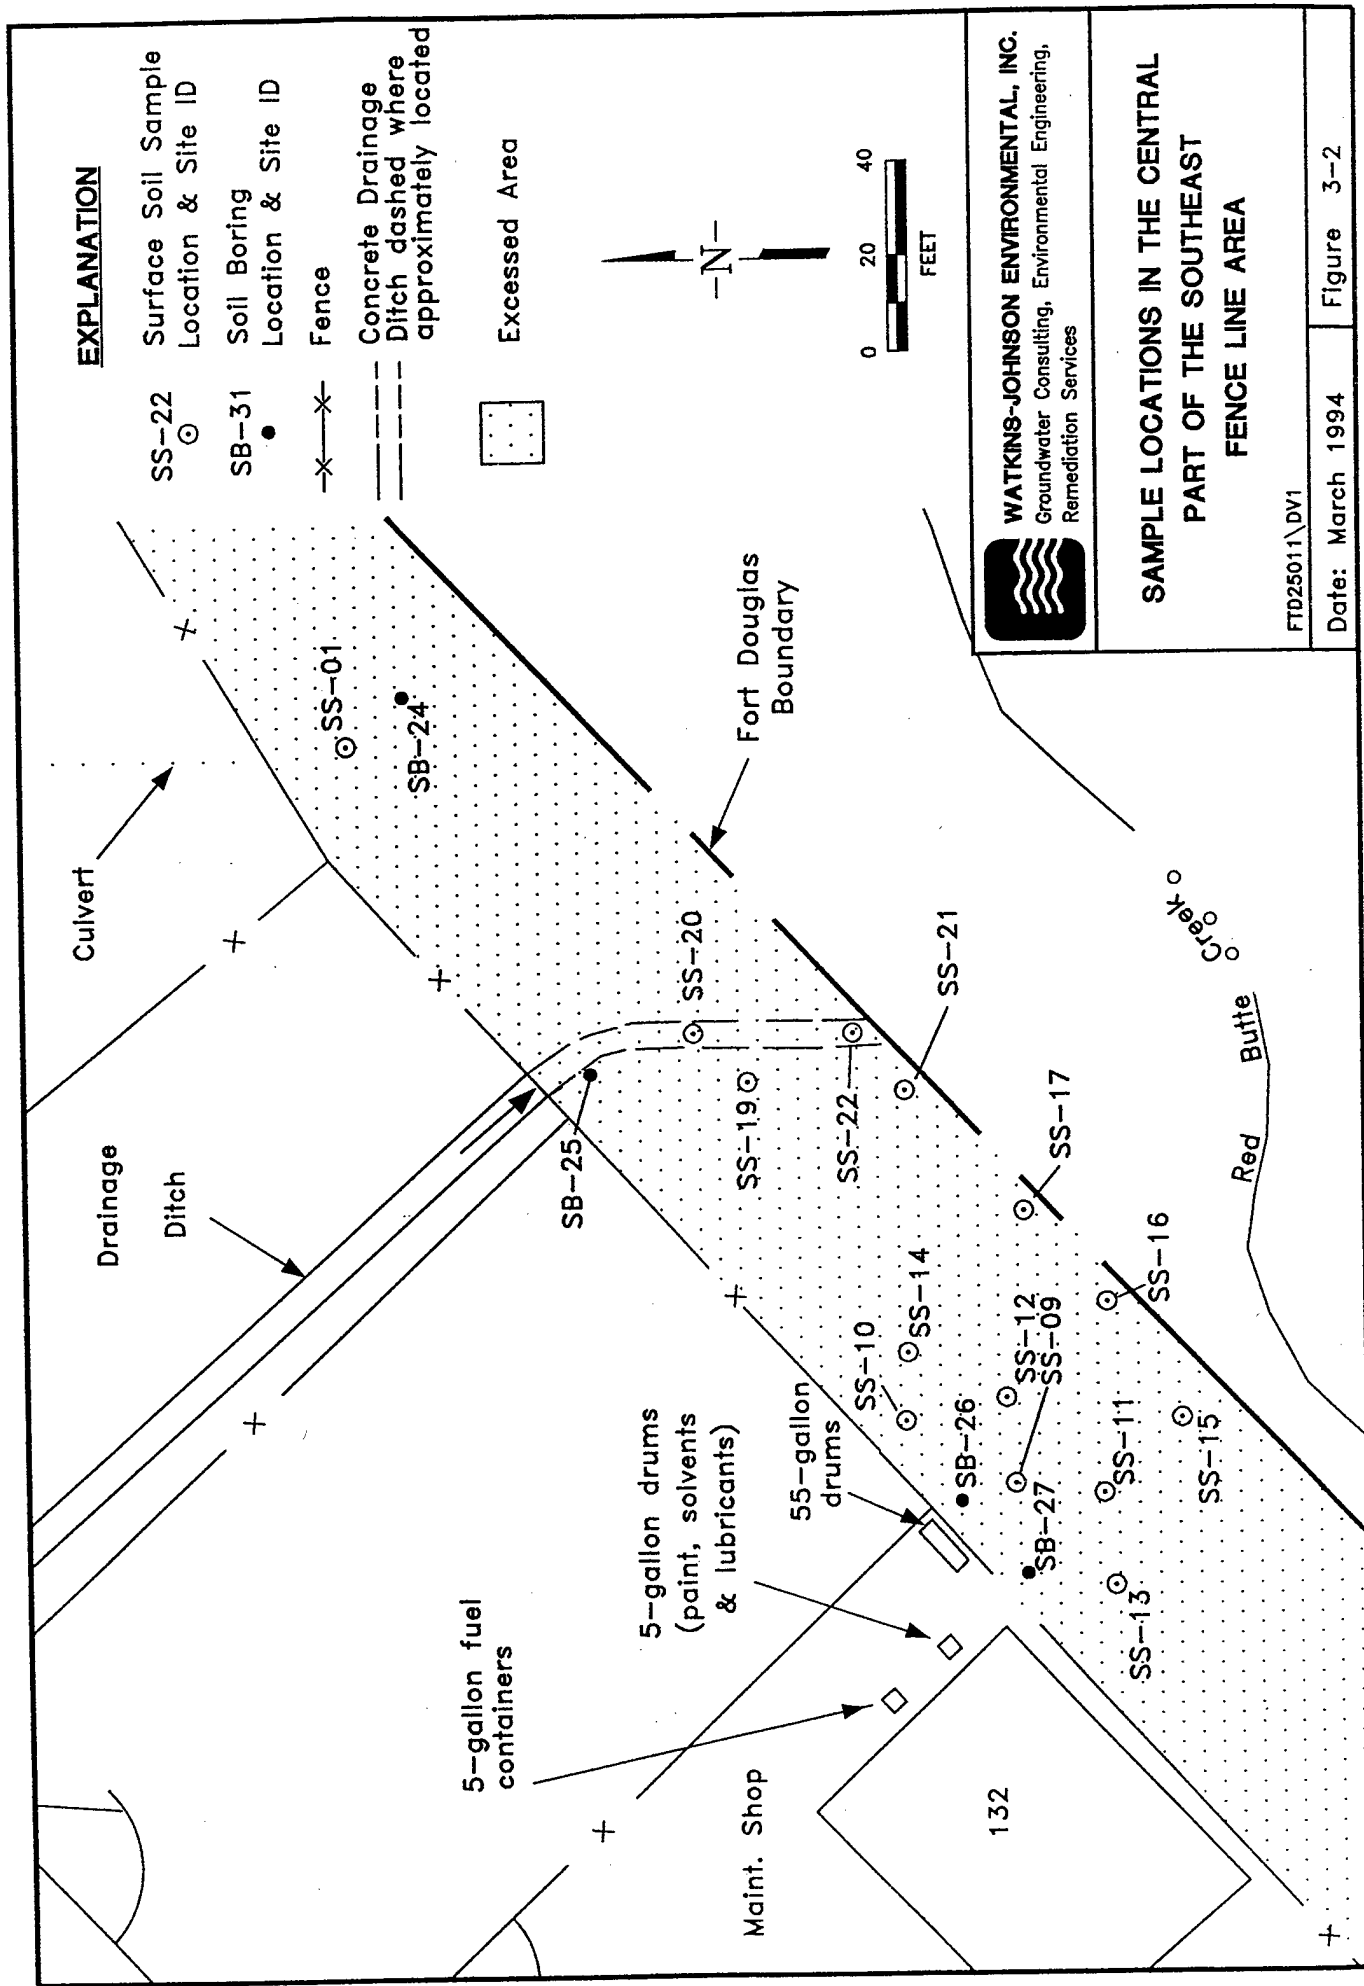 EXPLANATION
SS-22
Surface Soil Sample
Location & Site ID
SB-31
Soil Boring
Location & Site ID
Fence
Concrete Drainage
Ditch dashed where
approximately located
Excessed Area
-N-
0 20 40
FEET
Culvert
Drainage
Ditch
SS-01
SB-24
Fort Douglas
Boundary
SS-20
SB-25
SS-19
SS-22
SS-21
SS-17
SS-14
SS-10
SS-12
SS-09
SS-16
SB-26
SS-11
SS-15
SB-27
SS-13
55-gallon
drums
5-gallon drums
(paint, solvents
& lubricants)
5-gallon fuel
containers
Maint. Shop
132
Red Butte Creek
WATKINS-JOHNSON ENVIRONMENTAL, INC.
Groundwater Consulting, Environmental Engineering,
Remediation Services
SAMPLE LOCATIONS IN THE CENTRAL
PART OF THE SOUTHEAST
FENCE LINE AREA
FTD25011\DV1
Date: March 1994
Figure 3-2